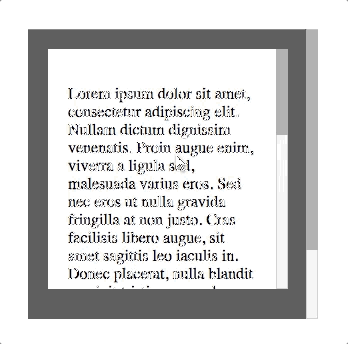 Lorem ipsum dolor sit amet,
consectetur adipiscing elit.
Nullam dictum dignissim
venenatis. Proin augue enim,
viverra a ligula sed,
malesuada varius eros. Sed
nec eros ut nulla gravida
fringilla at non justo. Cras
facilisis libero augue, sit
amet sagittis leo iaculis in.
Donec placerat, nulla blandit